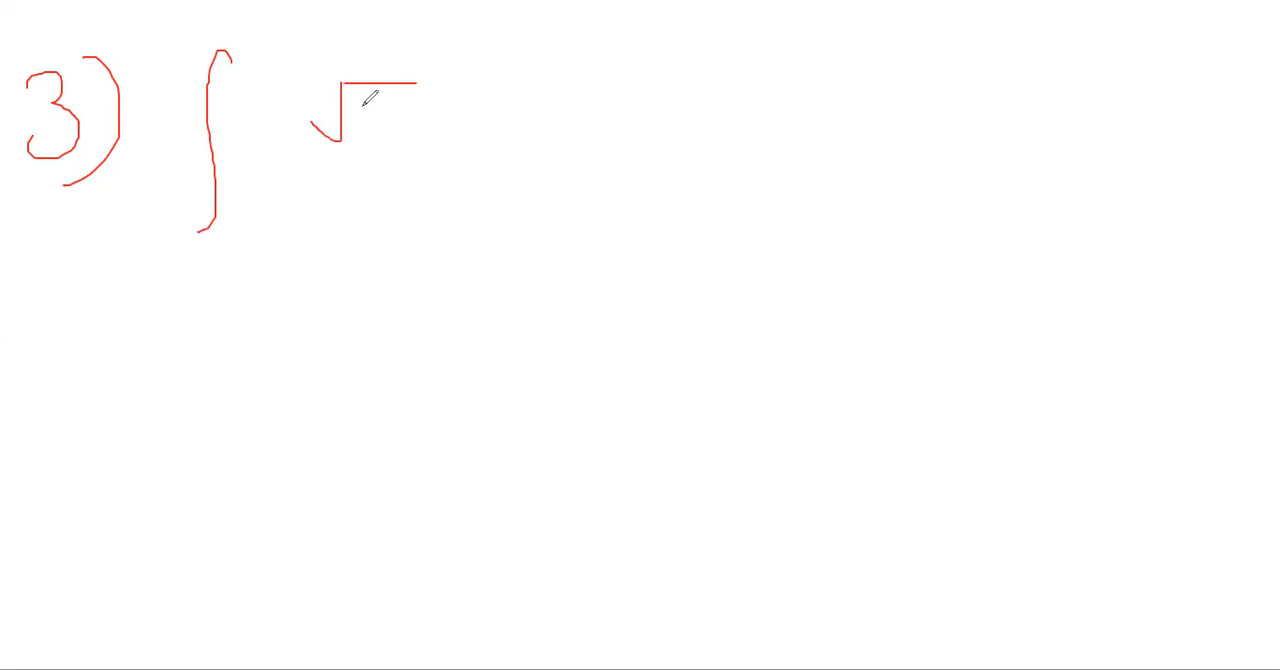 3) ∫ √